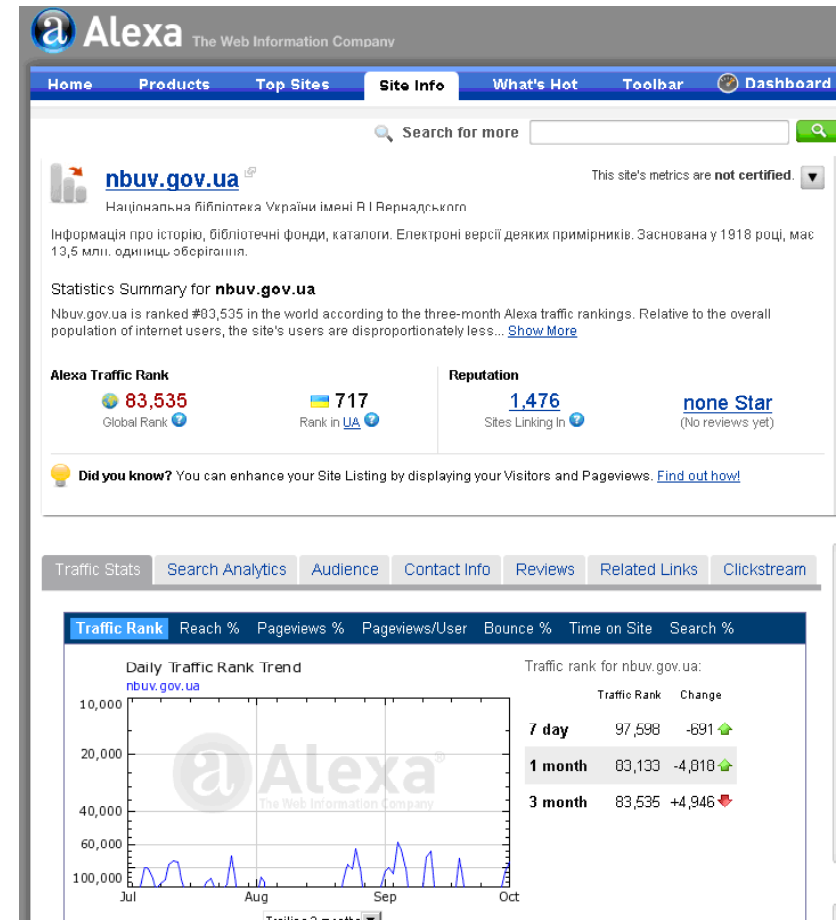 Alexa The Web Information Company
Home Products Top Sites Site Info What's Hot Toolbar Dashboard
Search for more
nbuv.gov.ua
This site's metrics are not certified.
Національна бібліотека України імені В І Вернадського
Інформація про історію, бібліотечні фонди, каталоги. Електроні версії деяких примірників. Заснована у 1918 році, має
13,5 млн. одиниць зберігання.
Statistics Summary for nbuv.gov.ua
Nbuv.gov.ua is ranked #83,535 in the world according to the three-month Alexa traffic rankings. Relative to the overall
population of internet users, the site's users are disproportionately less... Show More
Alexa Traffic Rank
Reputation
83,535
Global Rank
717
Rank in UA
1,476
Sites Linking In
none Star
(No reviews yet)
Did you know? You can enhance your Site Listing by displaying your Visitors and Pageviews. Find out how!
Traffic Stats Search Analytics Audience Contact Info Reviews Related Links Clickstream
Traffic Rank Reach % Pageviews % Pageviews/User Bounce % Time on Site Search %
Daily Traffic Rank Trend
nbuv.gov.ua
10,000
20,000
40,000
60,000
100,000
Jul Aug Sep Oct
Alexa®
The Web Information Company
Trailing 3 months
Traffic rank for nbuv.gov.ua:
Traffic Rank Change
7 day 97,598 -691
1 month 83,133 -4,818
3 month 83,535 +4,946